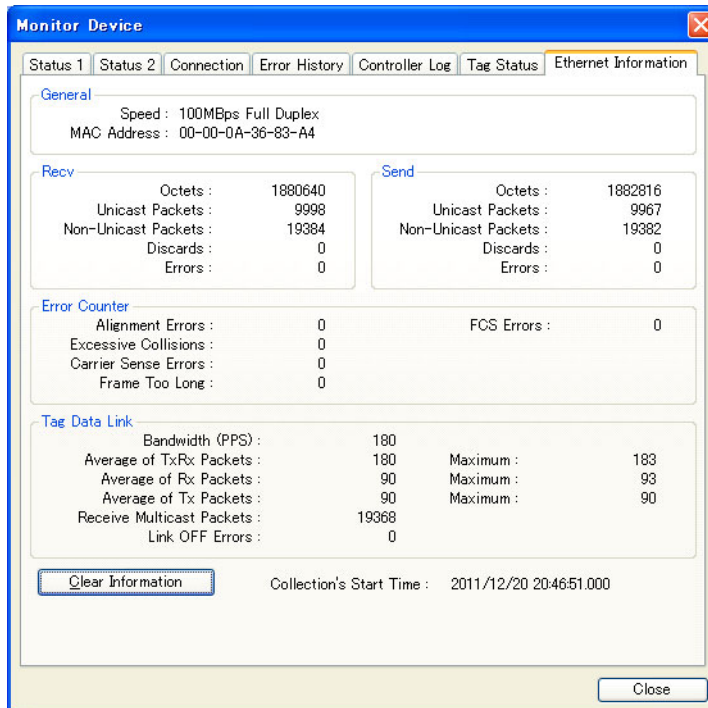 Monitor Device
Status 1 Status 2 Connection Error History Controller Log Tag Status Ethernet Information
General
Speed : 100MBps Full Duplex
MAC Address : 00-00-0A-36-83-A4
Recv Send
Octets : 1880640 Octets : 1882816
Unicast Packets : 9998 Unicast Packets : 9967
Non-Unicast Packets : 19384 Non-Unicast Packets : 19382
Discards : 0 Discards : 0
Errors : 0 Errors : 0
Error Counter
Alignment Errors : 0 FCS Errors : 0
Excessive Collisions : 0
Carrier Sense Errors : 0
Frame Too Long : 0
Tag Data Link
Bandwidth (PPS) : 180
Average of TxRx Packets : 180 Maximum : 183
Average of Rx Packets : 90 Maximum : 93
Average of Tx Packets : 90 Maximum : 90
Receive Multicast Packets : 19368
Link OFF Errors : 0
Clear Information Collection's Start Time : 2011/12/20 20:46:51.000
Close